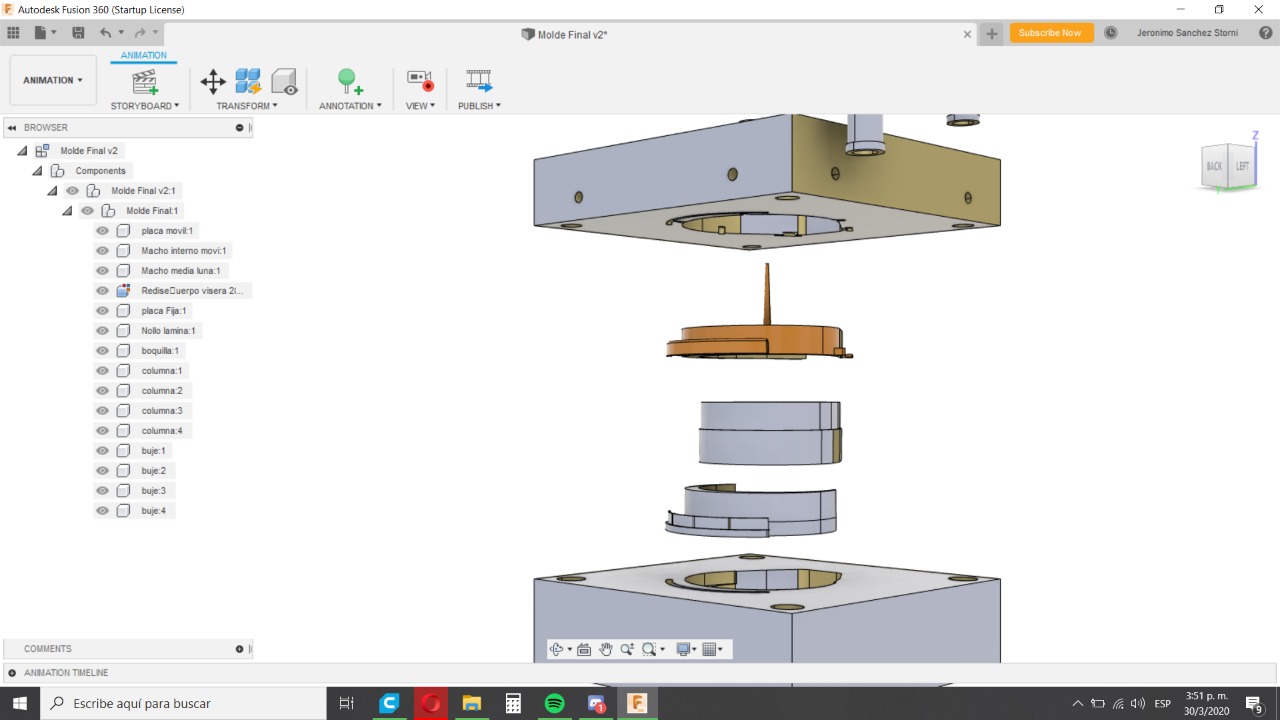 Autodesk Fusion 360 (Startup License)
Molde Final v2*
Subscribe Now
Jeronimo Sanchez Storni
ANIMATION
ANIMATION
STORYBOARD
TRANSFORM
ANNOTATION
VIEW
PUBLISH
BROWSER
Molde Final v2
Components
Molde Final v2:1
Molde Final:1
placa movil:1
Macho interno movi:1
Macho media luna:1
Redise□uerpo visera 2(...
placa Fija:1
Nollo lamina:1
boquilla:1
columna:1
columna:2
columna:3
columna:4
buje:1
buje:2
buje:3
buje:4
Z
BACK
LEFT
COMMENTS
ANIMATION TIMELINE
Escribe aquí para buscar
ESP
3:51 p. m.
30/3/2020
9